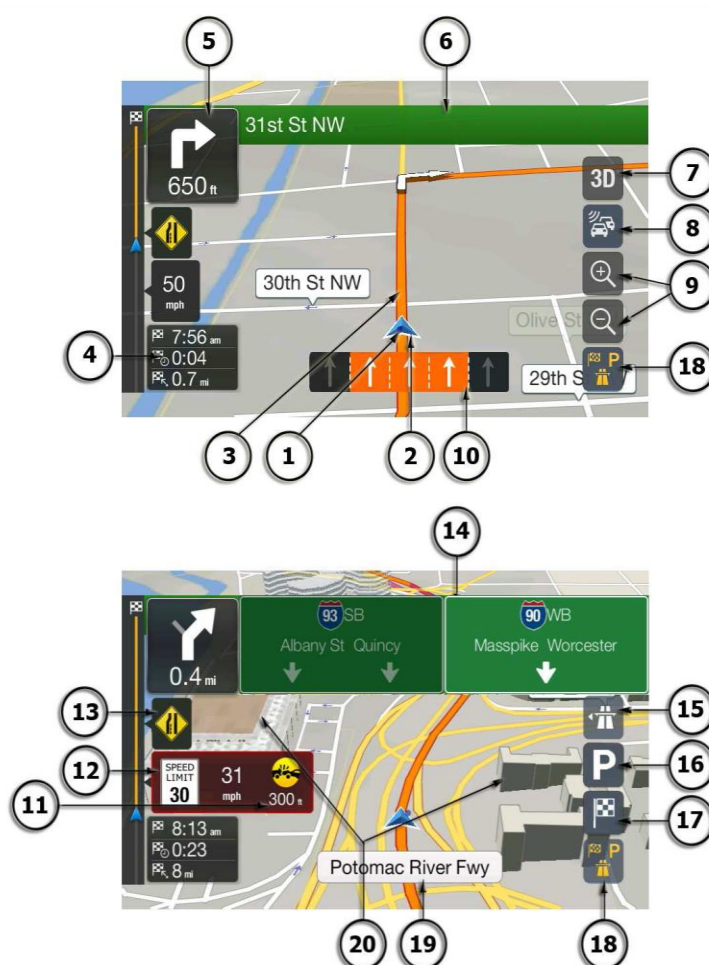 5
6
31st St NW
650 ft
3D
7
8
50
mph
30th St NW
9
Olive St
4
7:56 am
0:04
0.7 mi
P
18
29th S
3
1
2
10
14
93 SB
Albany St Quincy
90 WB
Masspike Worcester
0.4 mi
13
15
12
SPEED
LIMIT
30
31
mph
300 ft
P
16
11
17
8:13 am
0:23
8 mi
Potomac River Fwy
P
20
19
18